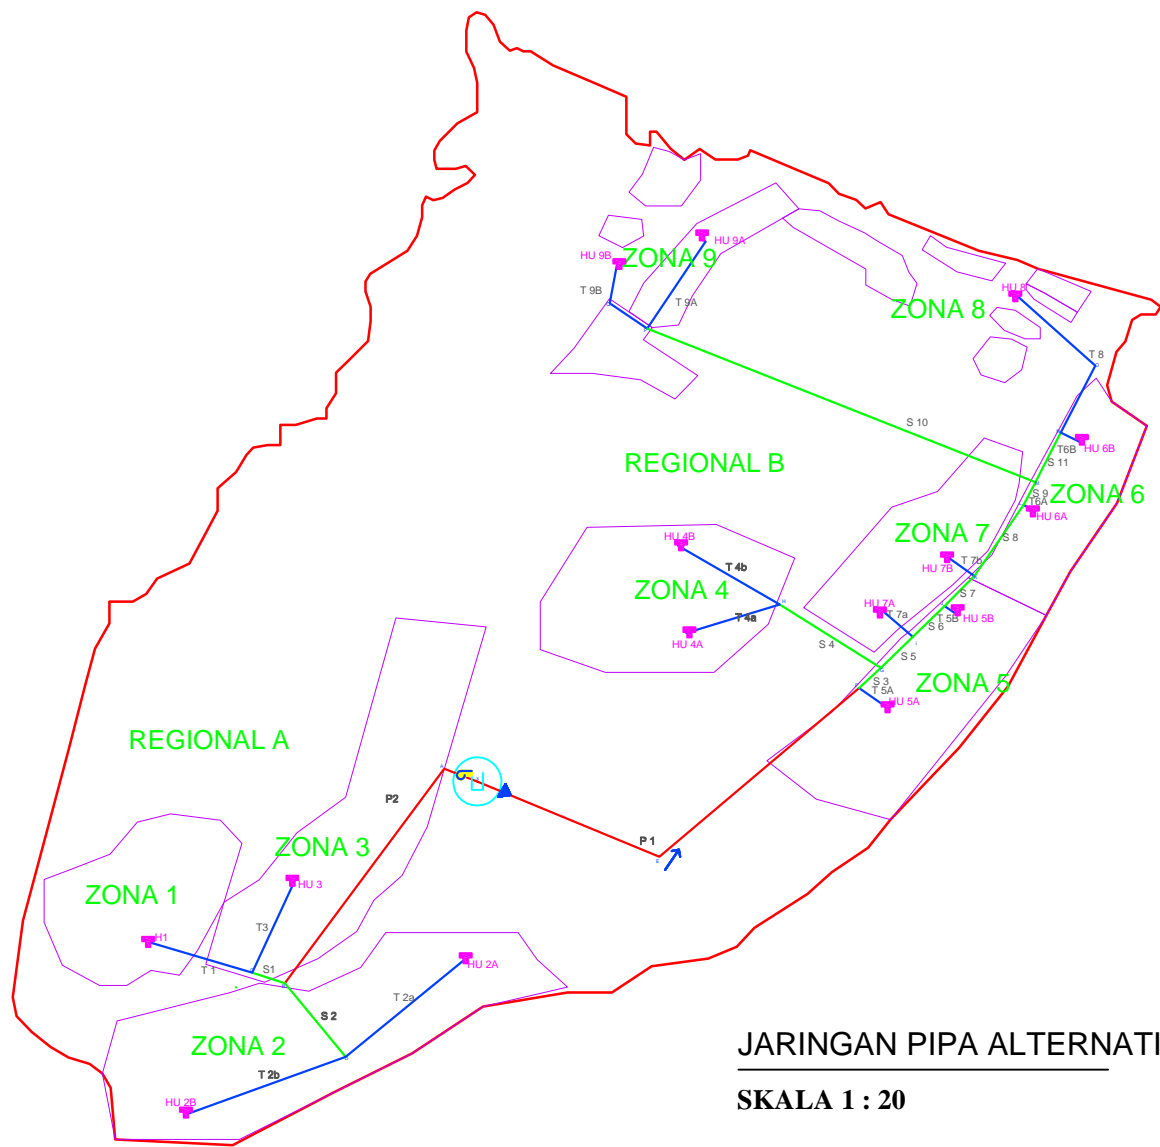 HU 9A
HU 9B
ZONA 9
T 9B
T 9A
HU 8
ZONA 8
T 8
S 10
T6B
HU 6B
S 11
REGIONAL B
S 9
ZONA 6
T6A
HU 6A
HU 4B
ZONA 7
S 8
T 4b
T 7b
HU 7B
ZONA 4
S 7
HU 7A
T 7a
T 5B
HU 5B
T 4a
S 6
HU 4A
S 4
S 5
S 3
ZONA 5
T 5A
HU 5A
REGIONAL A
P2
P 1
ZONA 3
HU 3
ZONA 1
H1
T3
T 1
S1
HU 2A
T 2a
S 2
ZONA 2
T 2b
HU 2B
JARINGAN PIPA ALTERNATI
SKALA 1 : 20